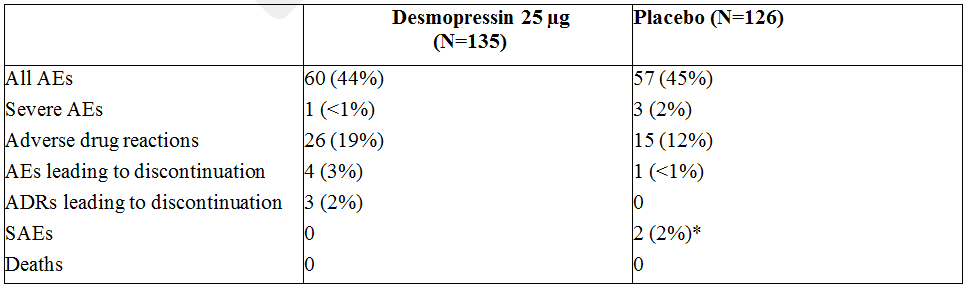 Desmopressin 25 µg (N=135) Placebo (N=126)
All AEs 60 (44%) 57 (45%)
Severe AEs 1 (<1%) 3 (2%)
Adverse drug reactions 26 (19%) 15 (12%)
AEs leading to discontinuation 4 (3%) 1 (<1%)
ADRs leading to discontinuation 3 (2%) 0
SAEs 0 2 (2%)*
Deaths 0 0